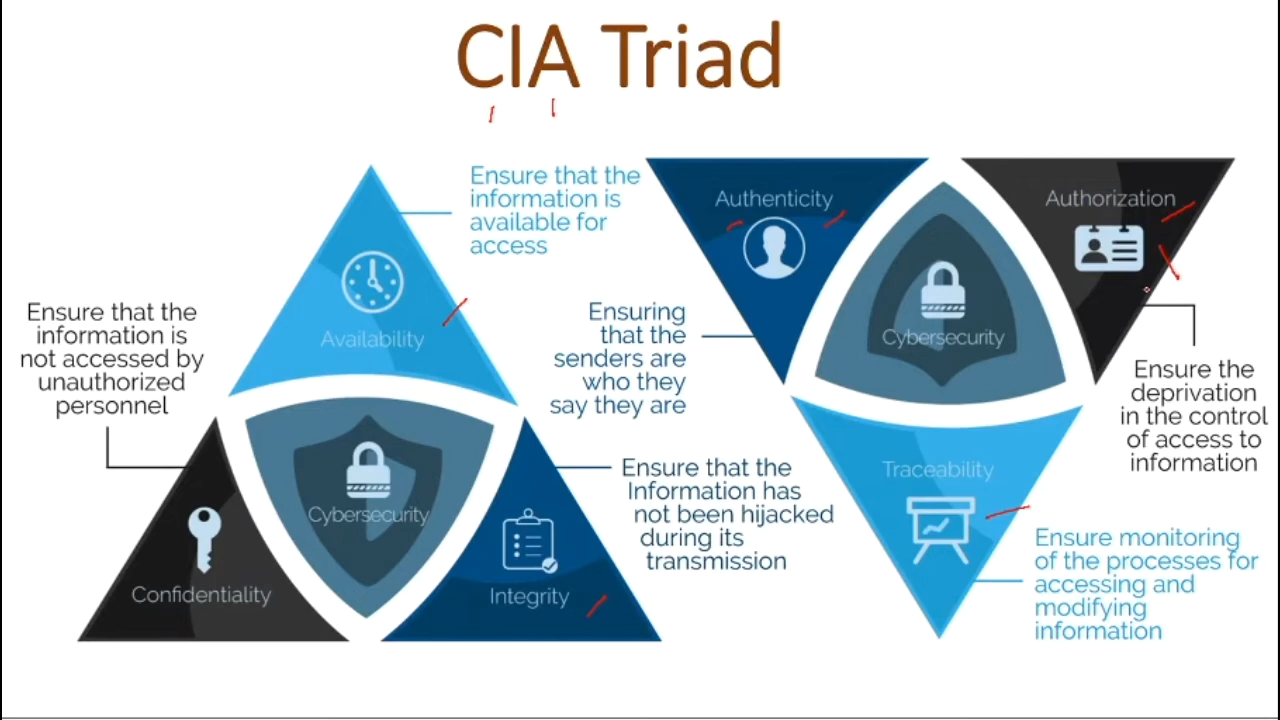 CIA Triad
Ensure that the
information is
available for
access
Availability
Ensure that the
information is
not accessed by
unauthorized
personnel
Confidentiality
Cybersecurity
Integrity
Ensure that the
Information has
not been hijacked
during its
transmission
Authenticity
Ensuring
that the
senders are
who they
say they are
Cybersecurity
Authorization
Ensure the
deprivation
in the control
of access to
information
Traceability
Ensure monitoring
of the processes for
accessing and
modifying
information